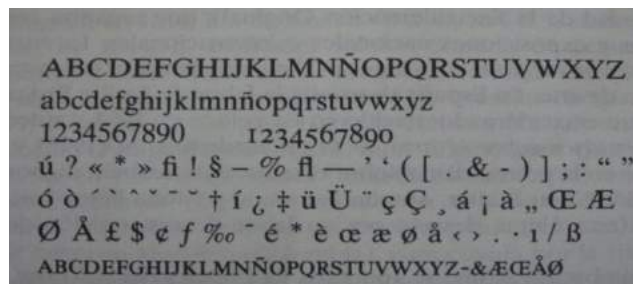 ABCDEFGHIJKLMNÑOPQRSTUVWXYZ
abcdefghijklmnñopqrstuvwxyz
1234567890 1234567890
ú ? « * » fi ! § – % fl — ’ ‘ ( [ & - ) ] ; : “ ”
ó ò ´ ` ˆ ˇ ¯ ˘ † í ¿ ‡ ü Ü ¨ ç Ç ¸ á ¡ à „ Œ Æ
Ø Å £ $ ¢ ƒ ‰ ˉ é * è œ æ ø å ‹ › . · ı / ß
ABCDEFGHIJKLMNÑOPQRSTUVWXYZ-&ÆŒÅØ